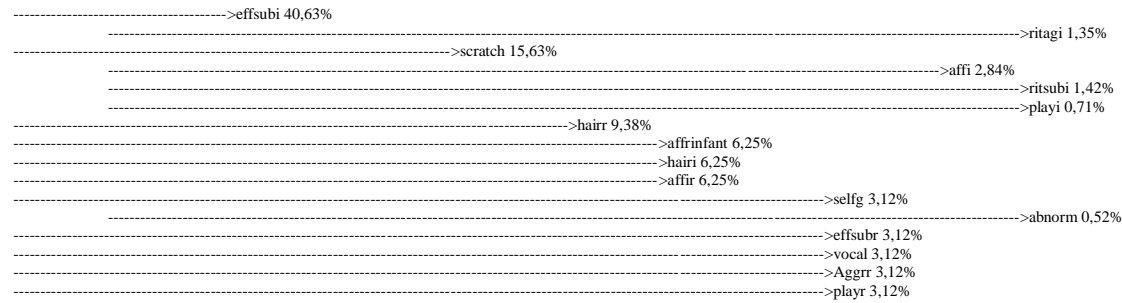 >effsubi 40,63%
>ritagi 1,35%
>scratch 15,63%
>affi 2,84%
>ritsubi 1,42%
>playi 0,71%
>hairr 9,38%
>affrinfant 6,25%
>hairi 6,25%
>affir 6,25%
>selfg 3,12%
>abnorm 0,52%
>effsubr 3,12%
>vocal 3,12%
>Aggrr 3,12%
>playr 3,12%